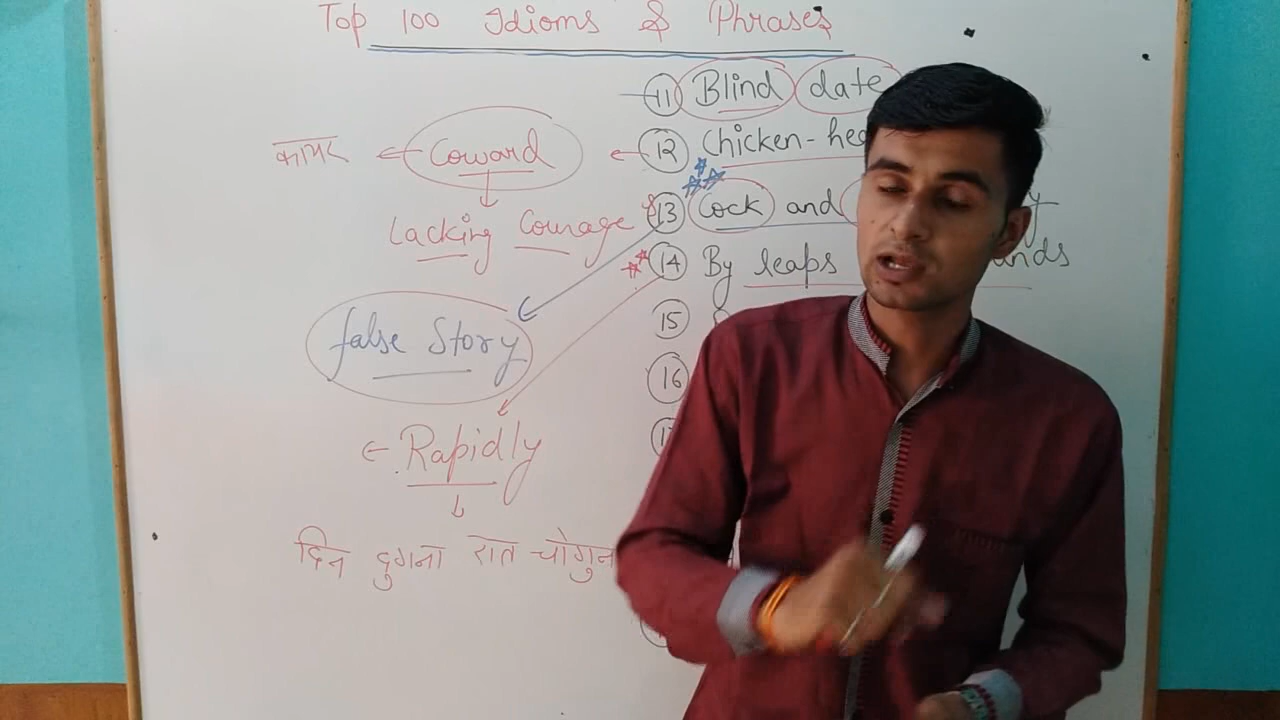 Top 100 Idioms & Phrases
11 Blind date
कायर ← Coward ← 12 Chicken-hea
Lacking Courage
13 Cock and
14 By leaps
false Story
15
16
← Rapidly
दिन दुगना रात चोगुन